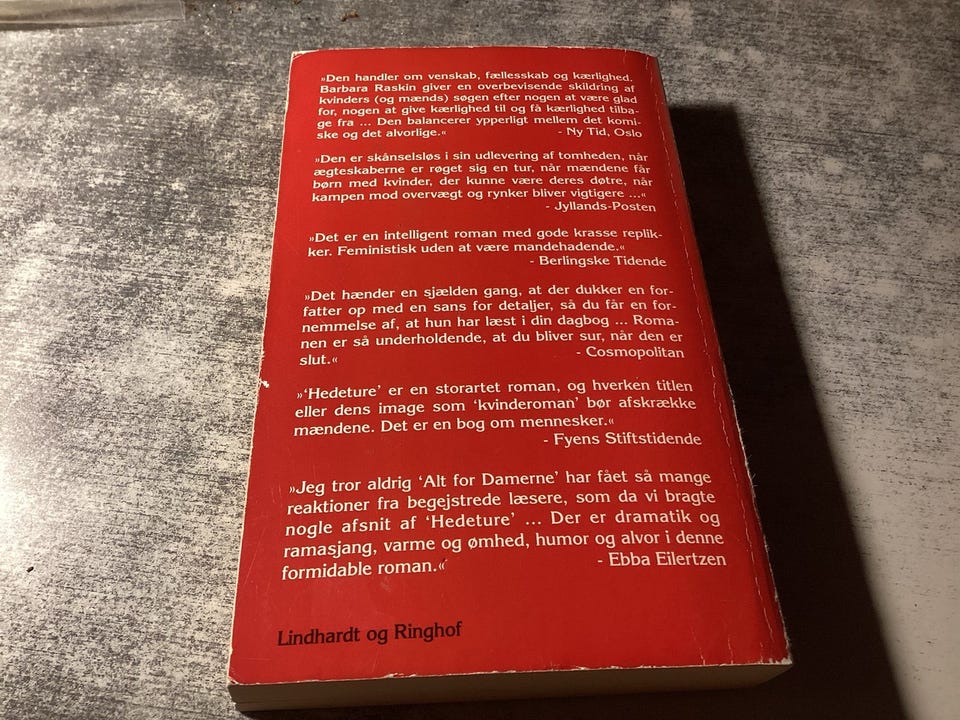 »Den handler om venskab, fællesskab og kærlighed.
Barbara Raskin giver en overbevisende skildring af
kvinders (og mænds) søgen efter nogen at være glad
for, nogen at give kærlighed til og få kærlighed tilba-
ge fra ... Den balancerer ypperligt mellem det komi-
ske og det alvorlige.« - Ny Tid, Oslo
»Den er skånselsløs i sin udlevering af tomheden, når
ægteskaberne er røget sig en tur, når mændene får
børn med kvinder, der kunne være deres døtre, når
kampen mod overvægt og rynker bliver vigtigere ...«
- Jyllands-Posten
»Det er en intelligent roman med gode krasse replik-
ker. Feministisk uden at være mandehadende.«
- Berlingske Tidende
»Det hænder en sjælden gang, at der dukker en for-
fatter op med en sans for detaljer, så du får en for-
nemmelse af, at hun har læst i din dagbog ... Roma-
nen er så underholdende, at du bliver sur, når den er
slut.« - Cosmopolitan
»‘Hedeture’ er en storartet roman, og hverken titlen
eller dens image som ‘kvinderoman’ bør afskrække
mændene. Det er en bog om mennesker.«
- Fyens Stiftstidende
»Jeg tror aldrig ‘Alt for Damerne’ har fået så mange
reaktioner fra begejstrede læsere, som da vi bragte
nogle afsnit af ‘Hedeture’ ... Der er dramatik og
ramasjang, varme og ømhed, humor og alvor i denne
formidable roman.« - Ebba Eilertzen
Lindhardt og Ringhof